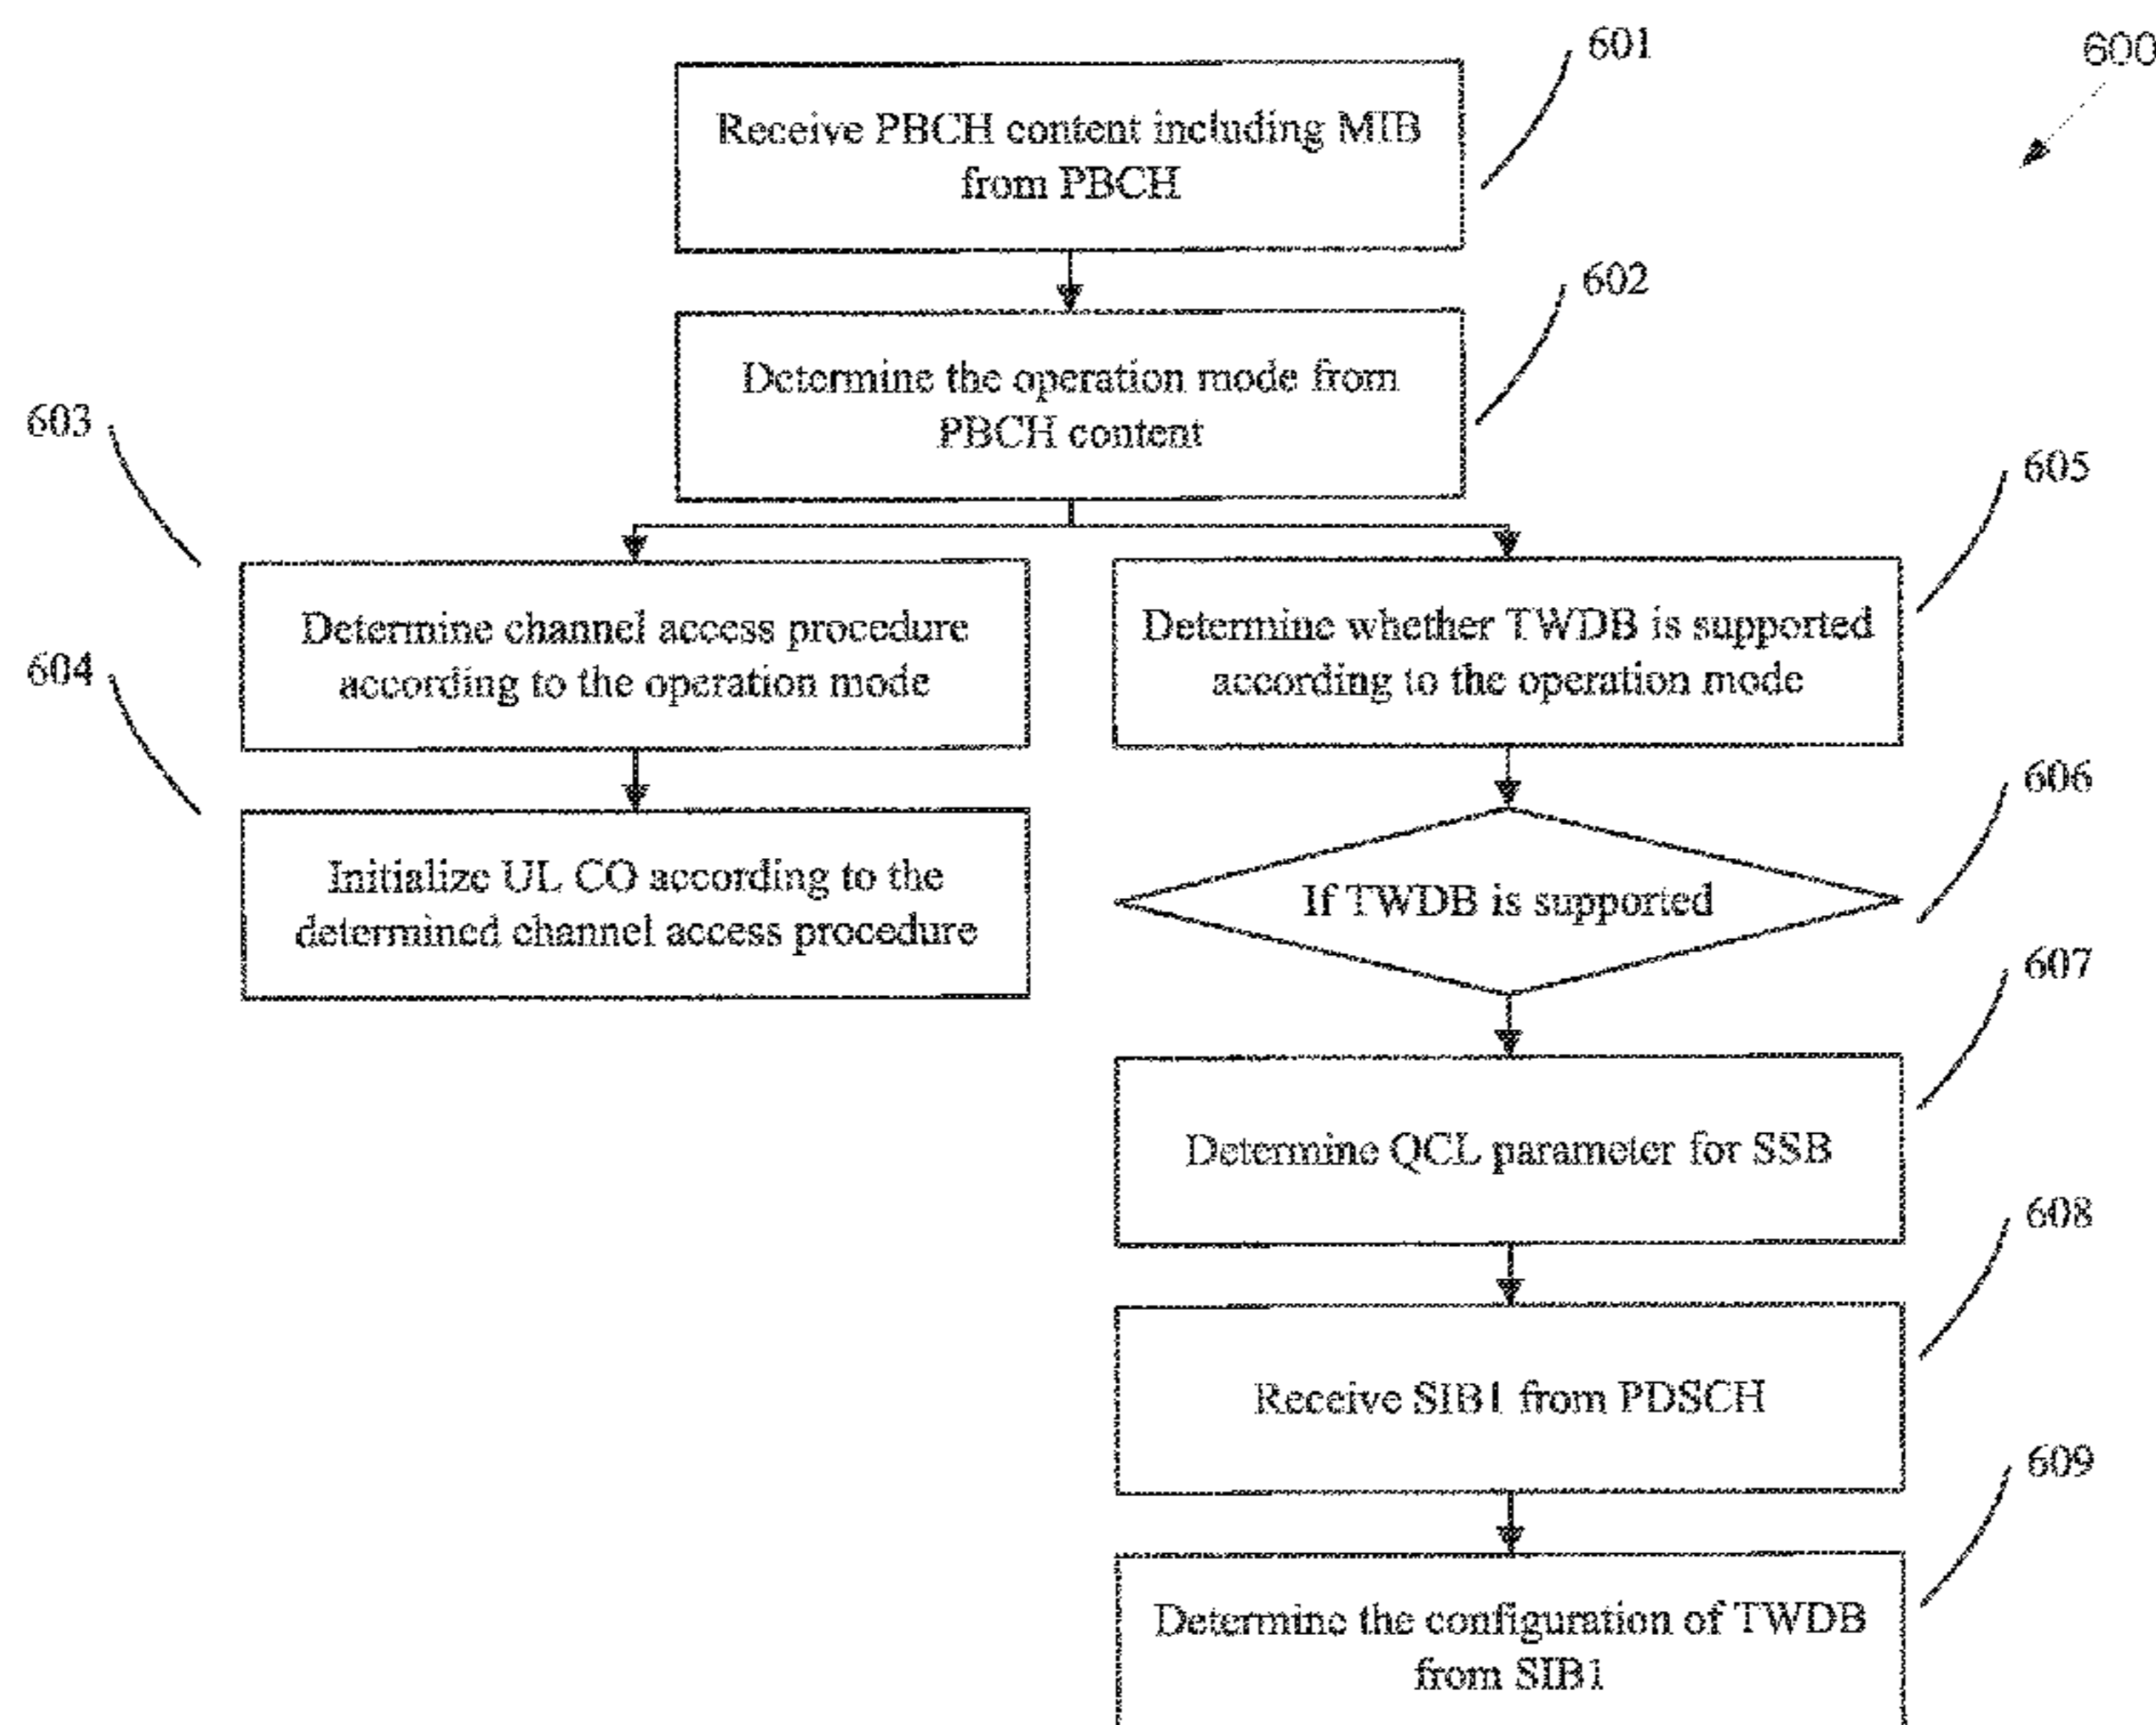 600
601
Receive PBCH content including MIB
from PBCH
602
Determine the operation mode from
PBCH content
603
Determine channel access procedure
according to the operation mode
604
Initialize UL CO according to the
determined channel access procedure
605
Determine whether TWDB is supported
according to the operation mode
606
If TWDB is supported
607
Determine QCL parameter for SSB
608
Receive SIB1 from PDSCH
609
Determine the configuration of TWDB
from SIB1